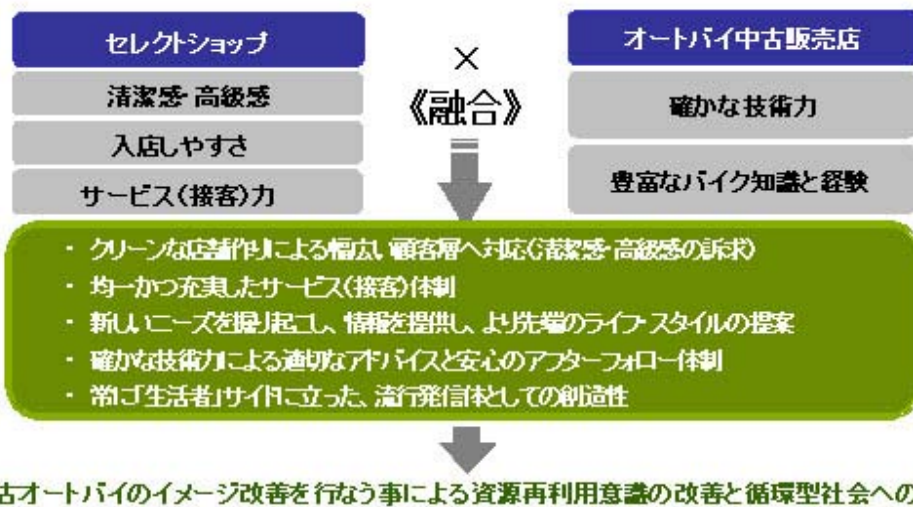 セレクトショップ
清潔感・高級感
入店しやすさ
サービス(接客)力
×
《融合》
オートバイ中古販売店
確かな技術力
豊富なバイク知識と経験
・ クリーンな店舗作りによる幅広い顧客層へ対応(清潔感・高級感の訴求)
・ 均一かつ充実したサービス(接客)体制
・ 新しいニーズを掘り起こし、情報を提供し、より先端のライフ・スタイルの提案
・ 確かな技術力による適切なアドバイスと安心のアフターフォロー体制
・ 常に「生活者」サイドに立った、流行発信体としての創造性
古オートバイのイメージ改善を行なう事による資源再利用意識の改善と循環型社会への